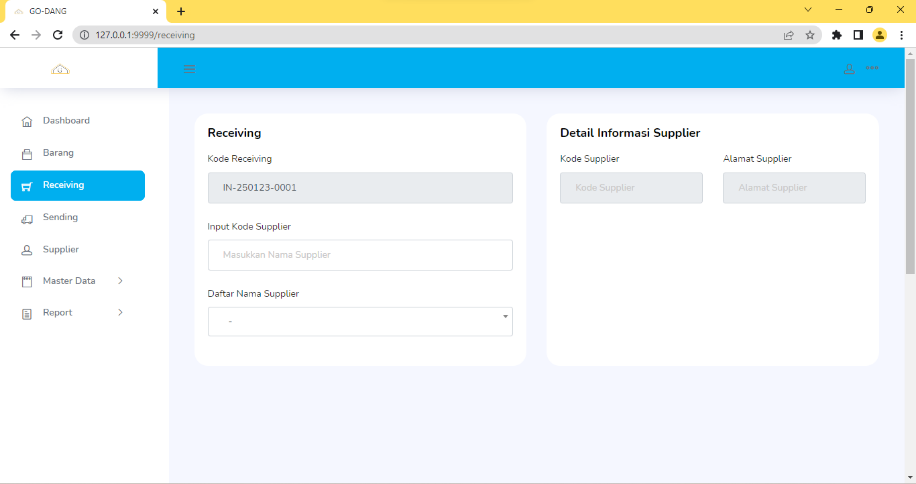 GO-DANG
127.0.0.1:9999/receiving
Dashboard
Barang
Receiving
Sending
Supplier
Master Data
Report
Receiving
Kode Receiving
IN-250123-0001
Input Kode Supplier
Masukkan Nama Supplier
Daftar Nama Supplier
-
Detail Informasi Supplier
Kode Supplier Alamat Supplier
Kode Supplier Alamat Supplier